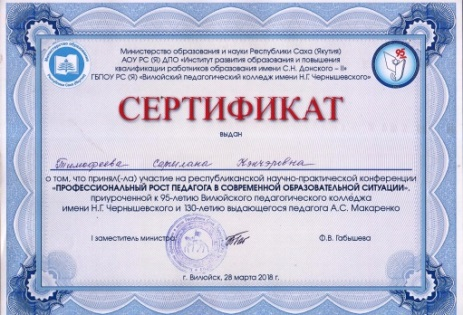 Министерство образования и науки Республики Саха (Якутия)
АОУ РС (Я) ДПО «Институт развития образования и повышения
квалификации работников образования имени С.Н. Донского – II»
ГБПОУ РС (Я) «Вилюйский педагогический колледж имени Н.Г. Чернышевского»
95
СЕРТИФИКАТ
выдан
Тимофеева Сарылана
о том, что принял(-ла) участие на республиканской научно-практической конференции
«ПРОФЕССИОНАЛЬНЫЙ РОСТ ПЕДАГОГА В СОВРЕМЕННОЙ ОБРАЗОВАТЕЛЬНОЙ СИТУАЦИИ»,
приуроченной к 95-летию Вилюйского педагогического колледжа
имени Н.Г. Чернышевского и 130-летию выдающегося педагога А.С. Макаренко
I заместитель министра Ф.В. Габышева
г. Вилюйск, 28 марта 2018 г.